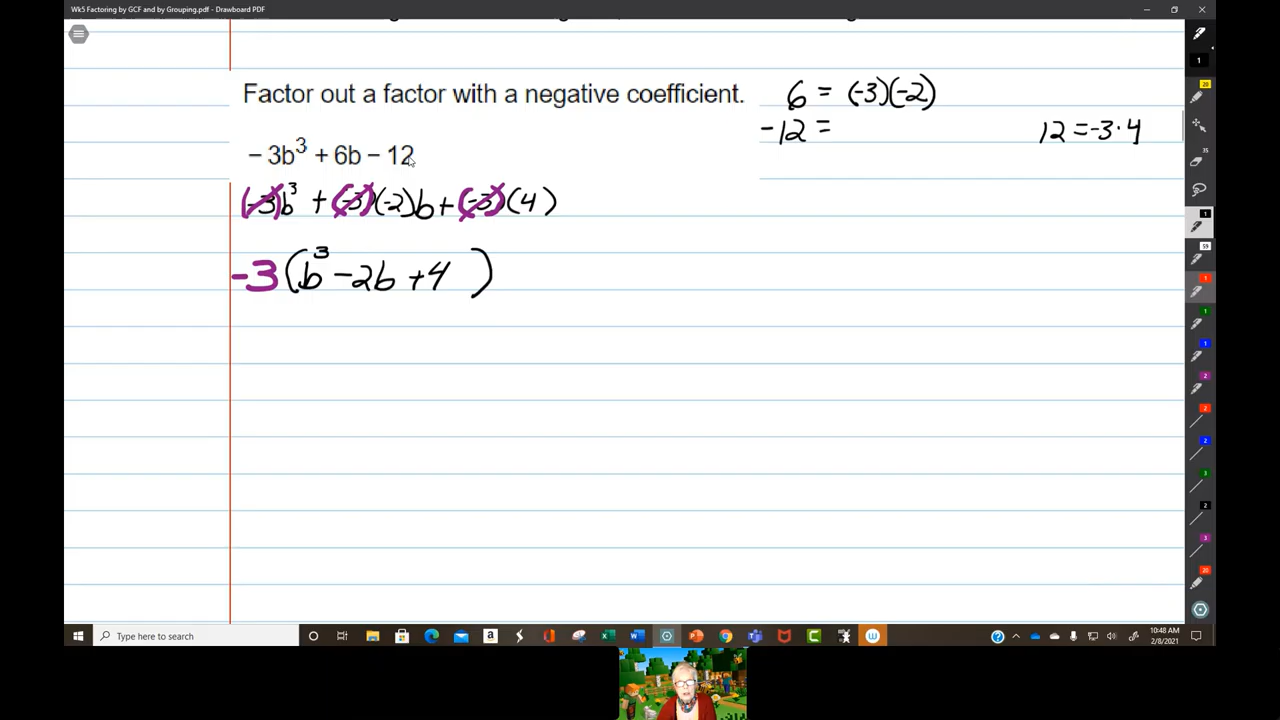 Wk5 Factoring by GCF and by Grouping.pdf - Drawboard PDF
Factor out a factor with a negative coefficient.
6 = (-3)(-2)
-12 =
12 = -3·4
− 3b³ + 6b − 12
(-3)b³ + (-3)(-2)b + (-3)(4)
-3(b³ - 2b + 4 )
Type here to search
10:48 AM
2/8/2021